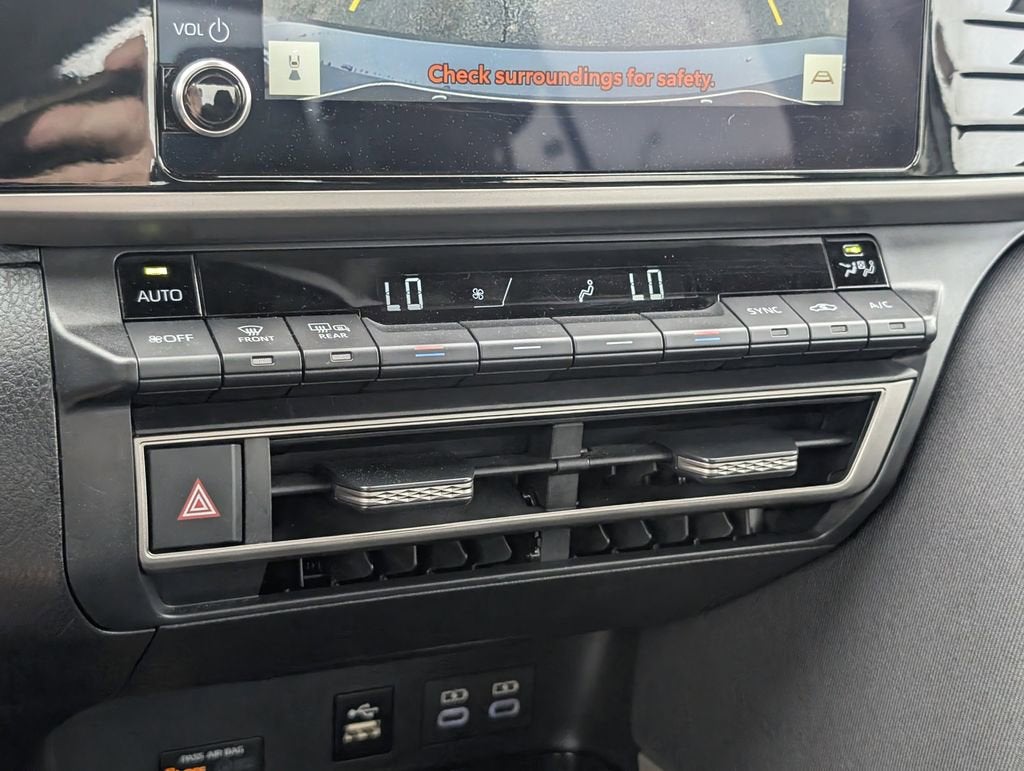 VOL
Check surroundings for safety.
AUTO
LO
LO
OFF
FRONT
REAR
SYNC
A/C
PASS AIR BAG